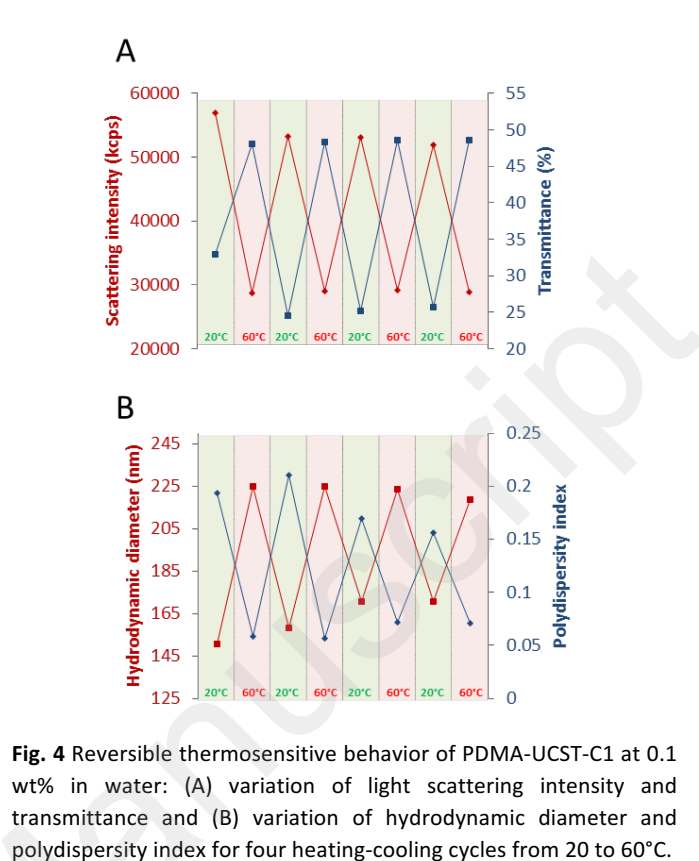 A
60000
50000
40000
30000
20000
Scattering intensity (kcps)
55
50
45
40
35
30
25
20
Transmittance (%)
20°C 60°C 20°C 60°C 20°C 60°C 20°C 60°C
B
245
225
205
185
165
145
125
Hydrodynamic diameter (nm)
0.25
0.2
0.15
0.1
0.05
0
Polydispersity index
20°C 60°C 20°C 60°C 20°C 60°C 20°C 60°C
Fig. 4 Reversible thermosensitive behavior of PDMA-UCST-C1 at 0.1
wt% in water: (A) variation of light scattering intensity and
transmittance and (B) variation of hydrodynamic diameter and
polydispersity index for four heating-cooling cycles from 20 to 60°C.
Manuscript